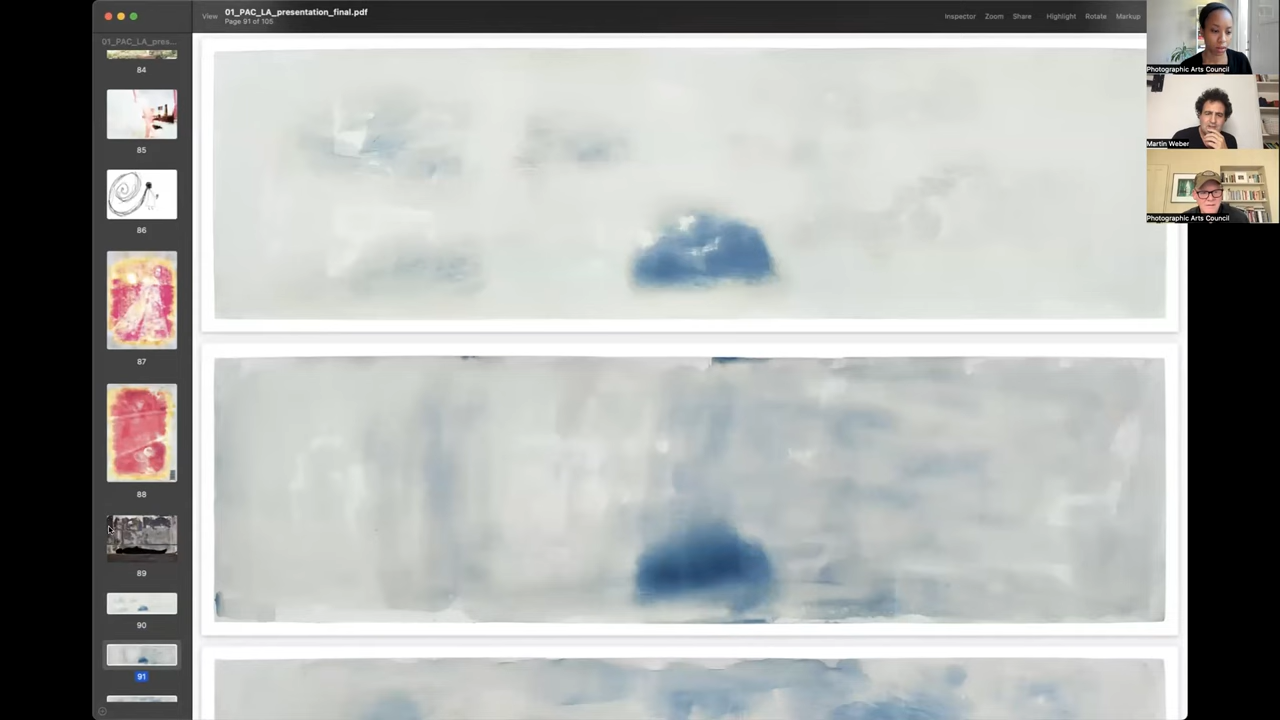 View
01_PAC_LA_presentation_final.pdf
Page 91 of 105
Inspector
Zoom
Share
Highlight
Rotate
Markup
01_PAC_LA_pres...
84
85
86
87
88
89
90
91
Photographic Arts Council
Martin Weber
Photographic Arts Council